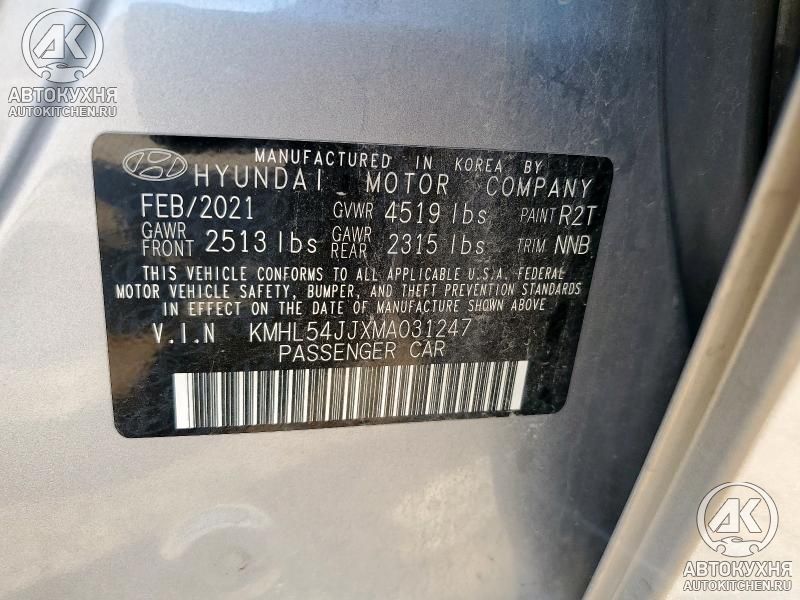 АК
АВТОКУХНЯ
AUTOKITCHEN.RU
MANUFACTURED IN KOREA BY
HYUNDAI MOTOR COMPANY
FEB/2021 GVWR 4519 lbs PAINT R2T
GAWR FRONT 2513 lbs GAWR REAR 2315 lbs TRIM NNB
THIS VEHICLE CONFORMS TO ALL APPLICABLE U.S.A. FEDERAL
MOTOR VEHICLE SAFETY, BUMPER, AND THEFT PREVENTION STANDARDS
IN EFFECT ON THE DATE OF MANUFACTURE SHOWN ABOVE
V.I.N KMHL54JJXMA031247
PASSENGER CAR
АК
АВТОКУХНЯ
AUTOKITCHEN.RU